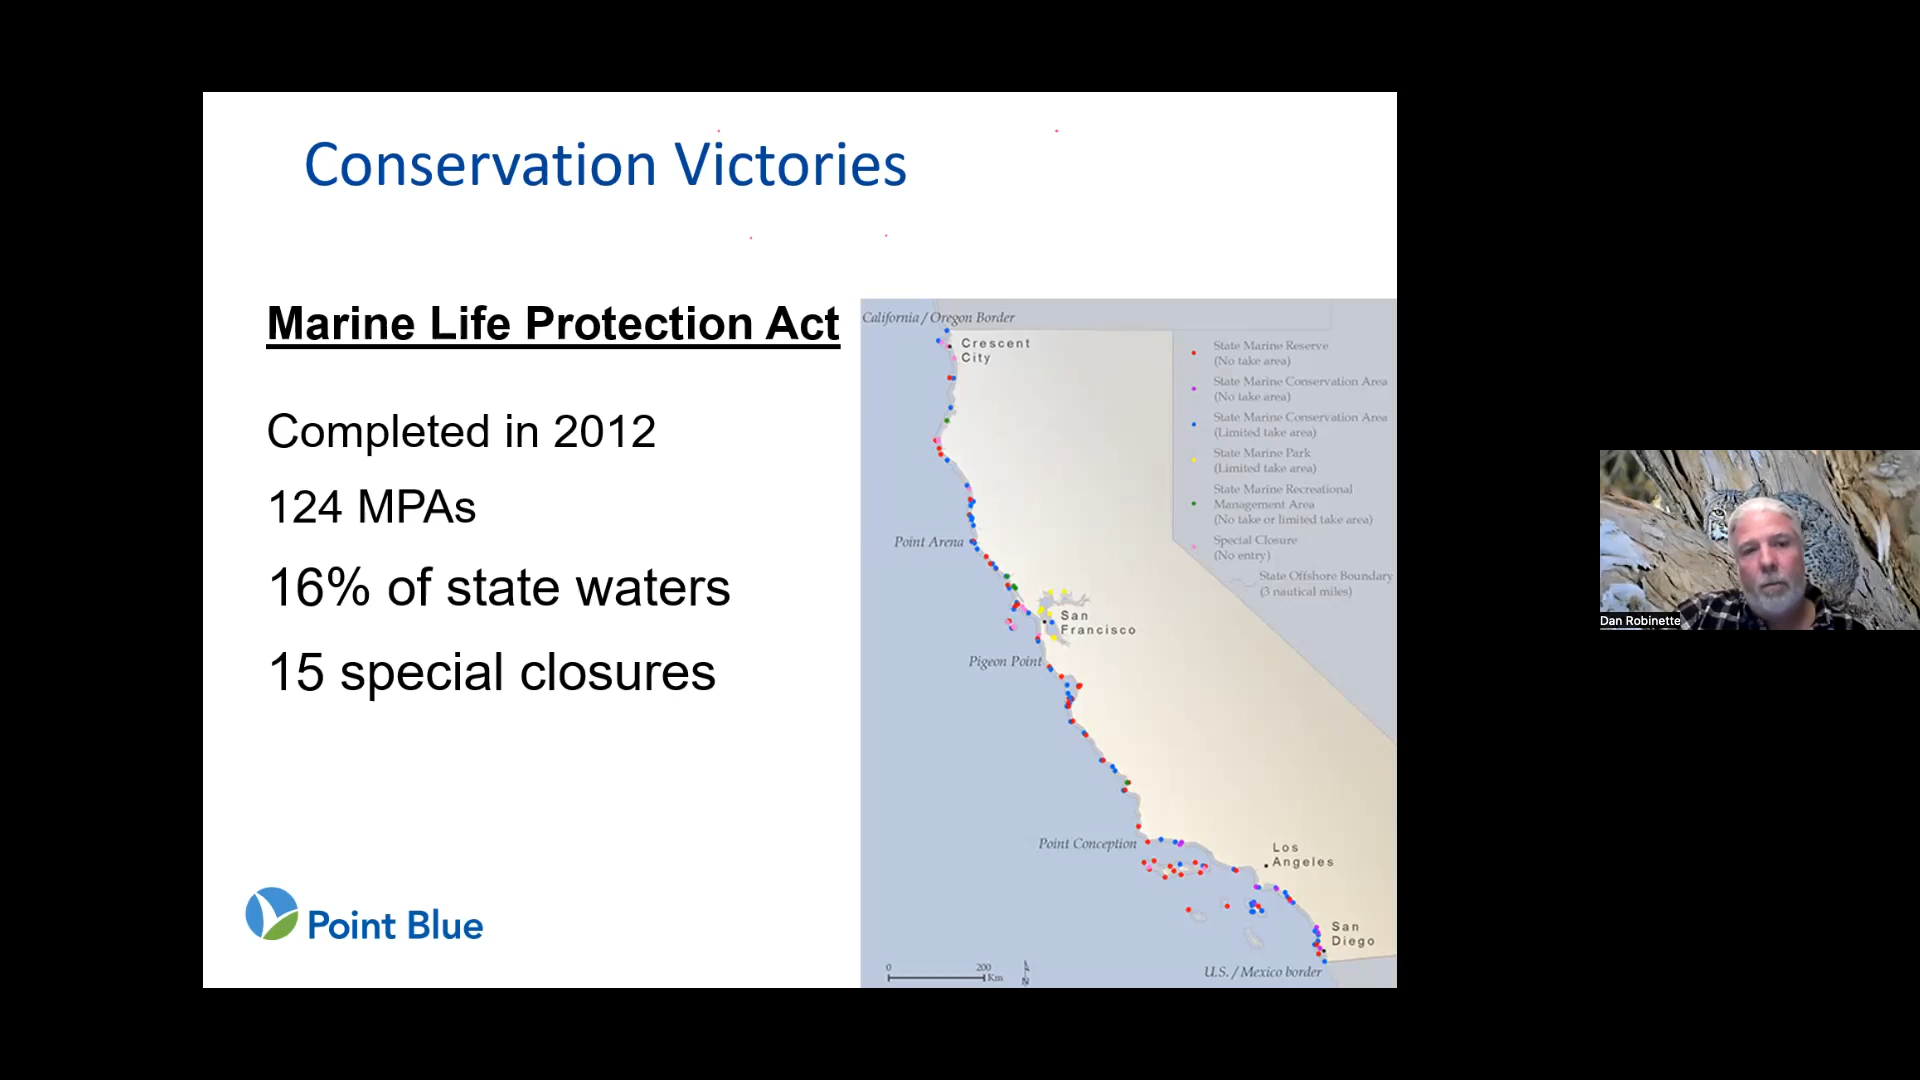 Conservation Victories
Marine Life Protection Act
Completed in 2012
124 MPAs
16% of state waters
15 special closures
Point Blue
California / Oregon Border
Crescent
City
Point Arena
San
Francisco
Pigeon Point
Point Conception
Los
Angeles
San
Diego
U.S. / Mexico border
0 200
Km
N
State Marine Reserve
(No take area)
State Marine Conservation Area
(No take area)
State Marine Conservation Area
(Limited take area)
State Marine Park
(Limited take area)
State Marine Recreational
Management Area
(No take or limited take area)
Special Closure
(No entry)
State Offshore Boundary
(3 nautical miles)
Dan Robinette